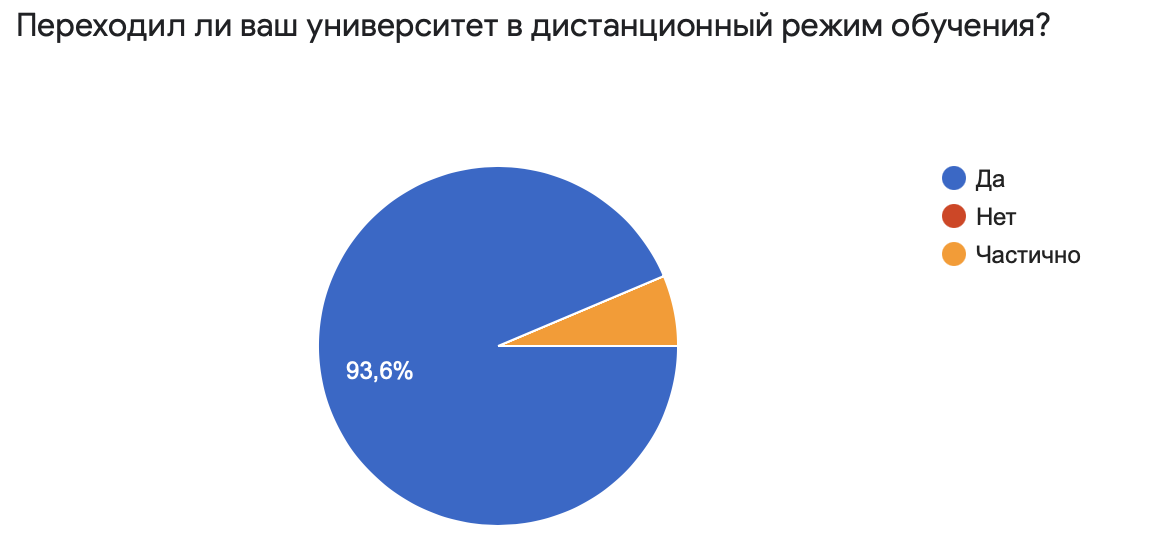 Переходил ли ваш университет в дистанционный режим обучения?
Да
Нет
Частично
93,6%